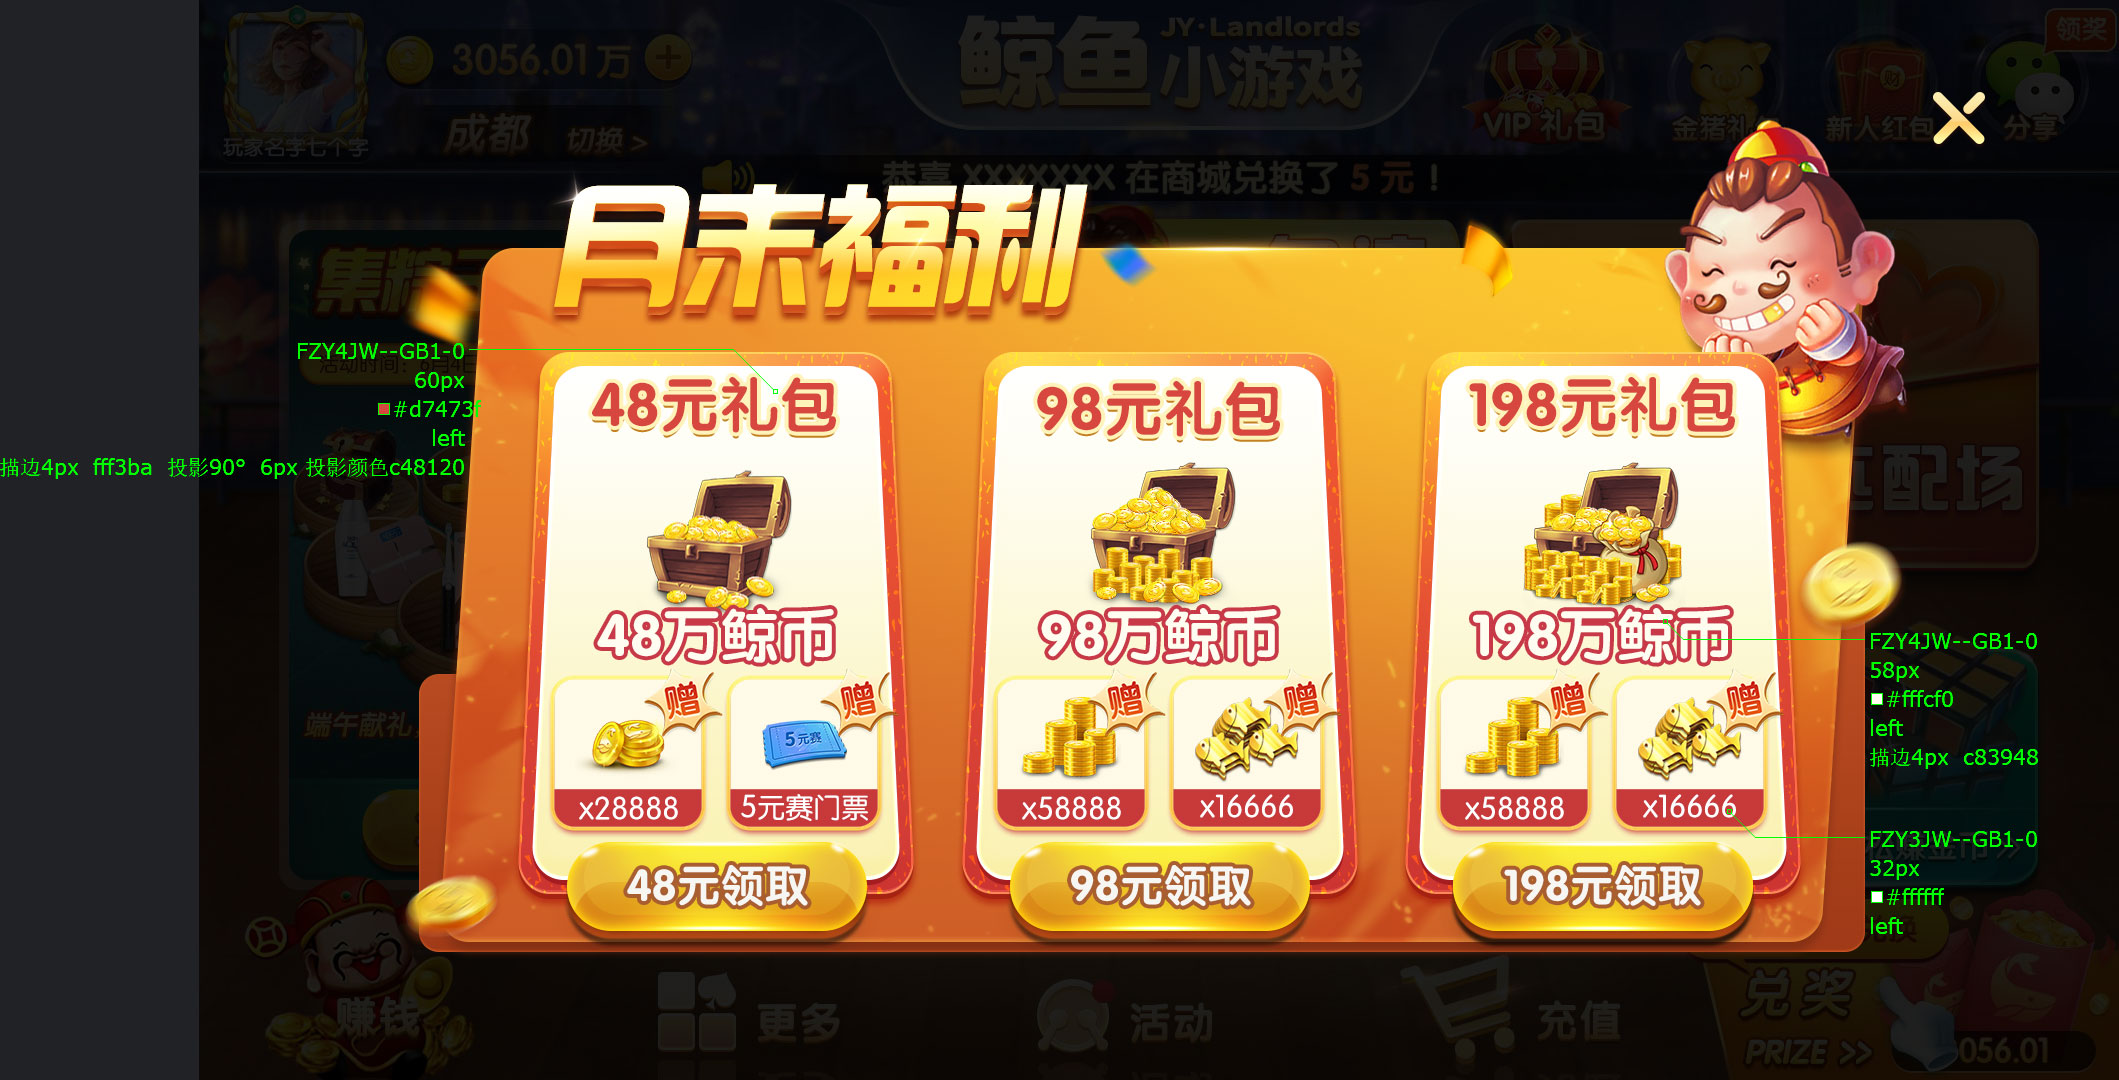 领奖
3056.01万
鲸鱼
JY·Landlords
小游戏
VIP 礼包
金猪礼
新人红包
分享
玩家名字七个字
成都 切换 >
恭喜 XXXXXXX 在商城兑换了 5 元！
月末福利
集粽
FZY4JW--GB1-0
60px
#d7473f
left
描边4px fff3ba 投影90° 6px 投影颜色c48120
48元礼包
48万鲸币
赠
x28888
赠
5元赛
5元赛门票
48元领取
98元礼包
98万鲸币
赠
x58888
赠
x16666
98元领取
198元礼包
198万鲸币
赠
x58888
赠
x16666
198元领取
匹配场
FZY4JW--GB1-0
58px
#fffcf0
left
描边4px c83948
FZY3JW--GB1-0
32px
#ffffff
left
端午献礼
赚钱
更多
活动
充值
兑奖
PRIZE >>
3056.01